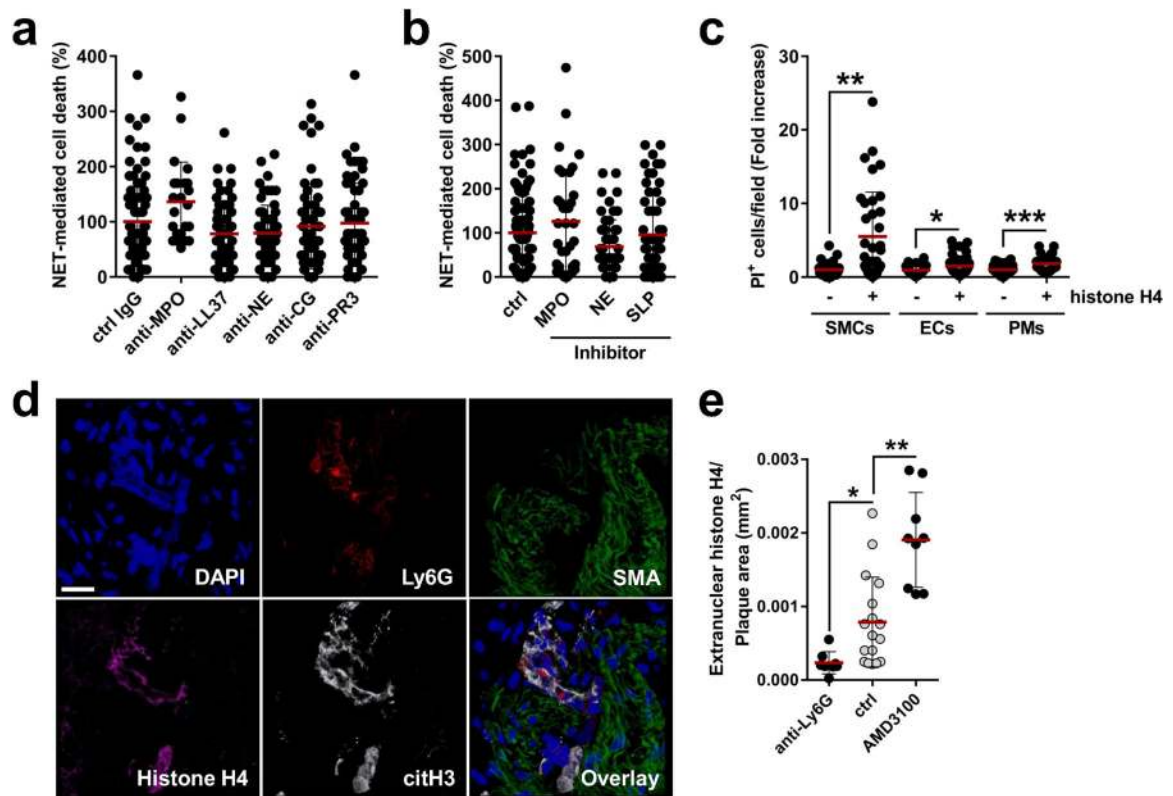 a
NET-mediated cell death (%)
400
300
200
100
0
ctrl IgG
anti-MPO
anti-LL37
anti-NE
anti-CG
anti-PR3
b
NET-mediated cell death (%)
500
400
300
200
100
0
ctrl
MPO
NE
SLP
Inhibitor
c
PI⁺ cells/field (Fold increase)
30
20
10
0
**
*
***
- + - + - + histone H4
SMCs ECs PMs
d
DAPI
Ly6G
SMA
Histone H4
citH3
Overlay
e
Extranuclear histone H4/
Plaque area (mm²)
0.003
0.002
0.001
0.000
**
*
anti-Ly6G
ctrl
AMD3100